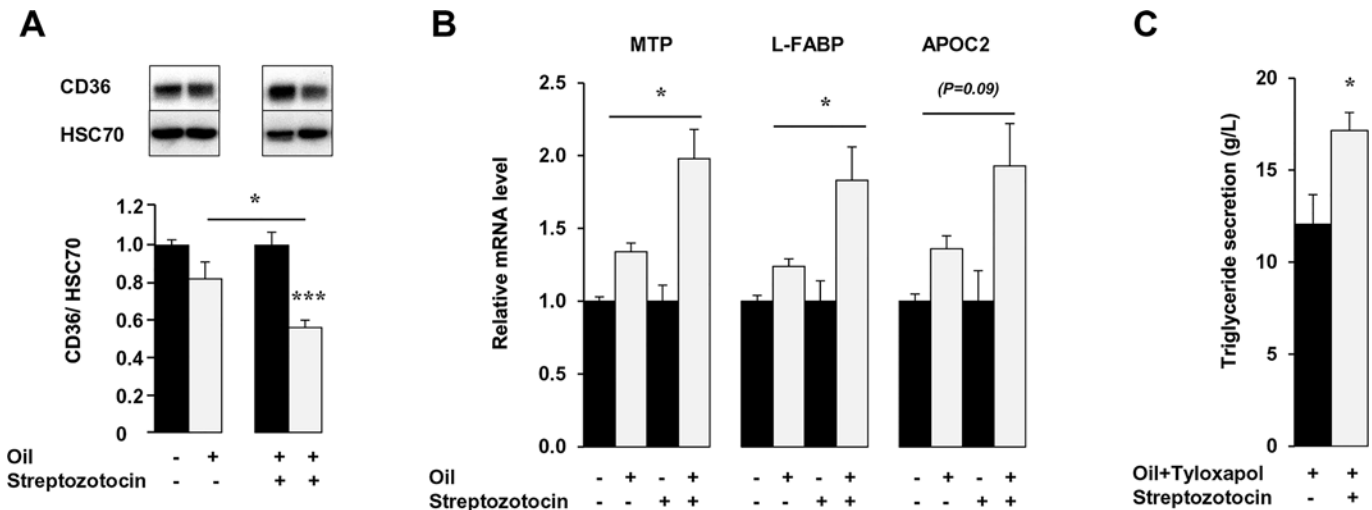 A
CD36
HSC70
*
***
CD36/ HSC70
1.2
1.0
0.8
0.6
0.4
0.2
0
Oil - + + +
Streptozotocin - - + +
B
MTP L-FABP APOC2
* * (P=0.09)
Relative mRNA level
2.5
2.0
1.5
1.0
0.5
0.0
Oil - + - + - + - + - + - +
Streptozotocin - - + + - - + + - - + +
C
*
Triglyceride secretion (g/L)
20
15
10
5
0
Oil+Tyloxapol + +
Streptozotocin - +